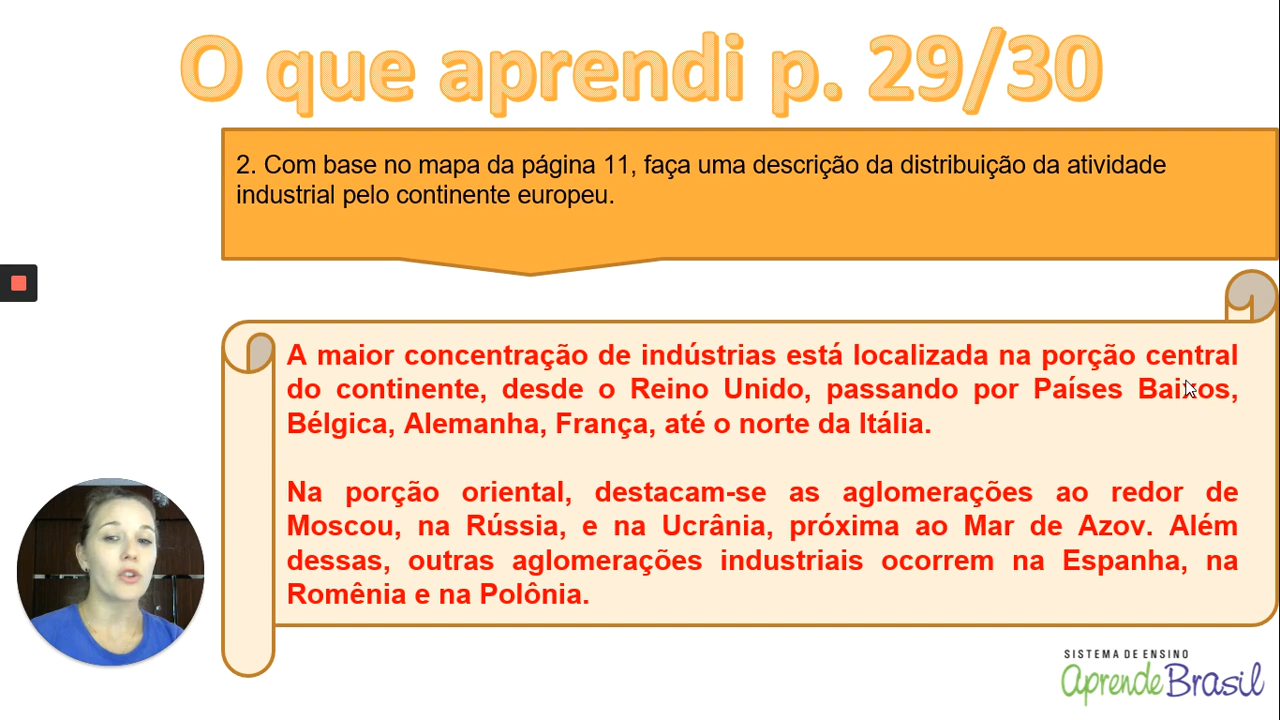 O que aprendi p. 29/30
2. Com base no mapa da página 11, faça uma descrição da distribuição da atividade
industrial pelo continente europeu.
A maior concentração de indústrias está localizada na porção central
do continente, desde o Reino Unido, passando por Países Baixos,
Bélgica, Alemanha, França, até o norte da Itália.
Na porção oriental, destacam-se as aglomerações ao redor de
Moscou, na Rússia, e na Ucrânia, próxima ao Mar de Azov. Além
dessas, outras aglomerações industriais ocorrem na Espanha, na
Romênia e na Polônia.
SISTEMA DE ENSINO
aprendeBrasil